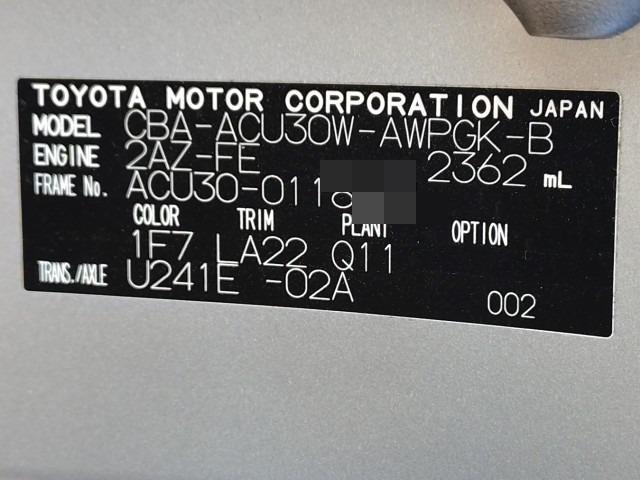 TOYOTA MOTOR CORPORATION JAPAN
MODEL CBA-ACU30W-AWPGK-B
ENGINE 2AZ-FE 2362 mL
FRAME No. ACU30-0116
COLOR TRIM PLANT OPTION
1F7 LA22 Q11
TRANS./AXLE U241E -02A
002